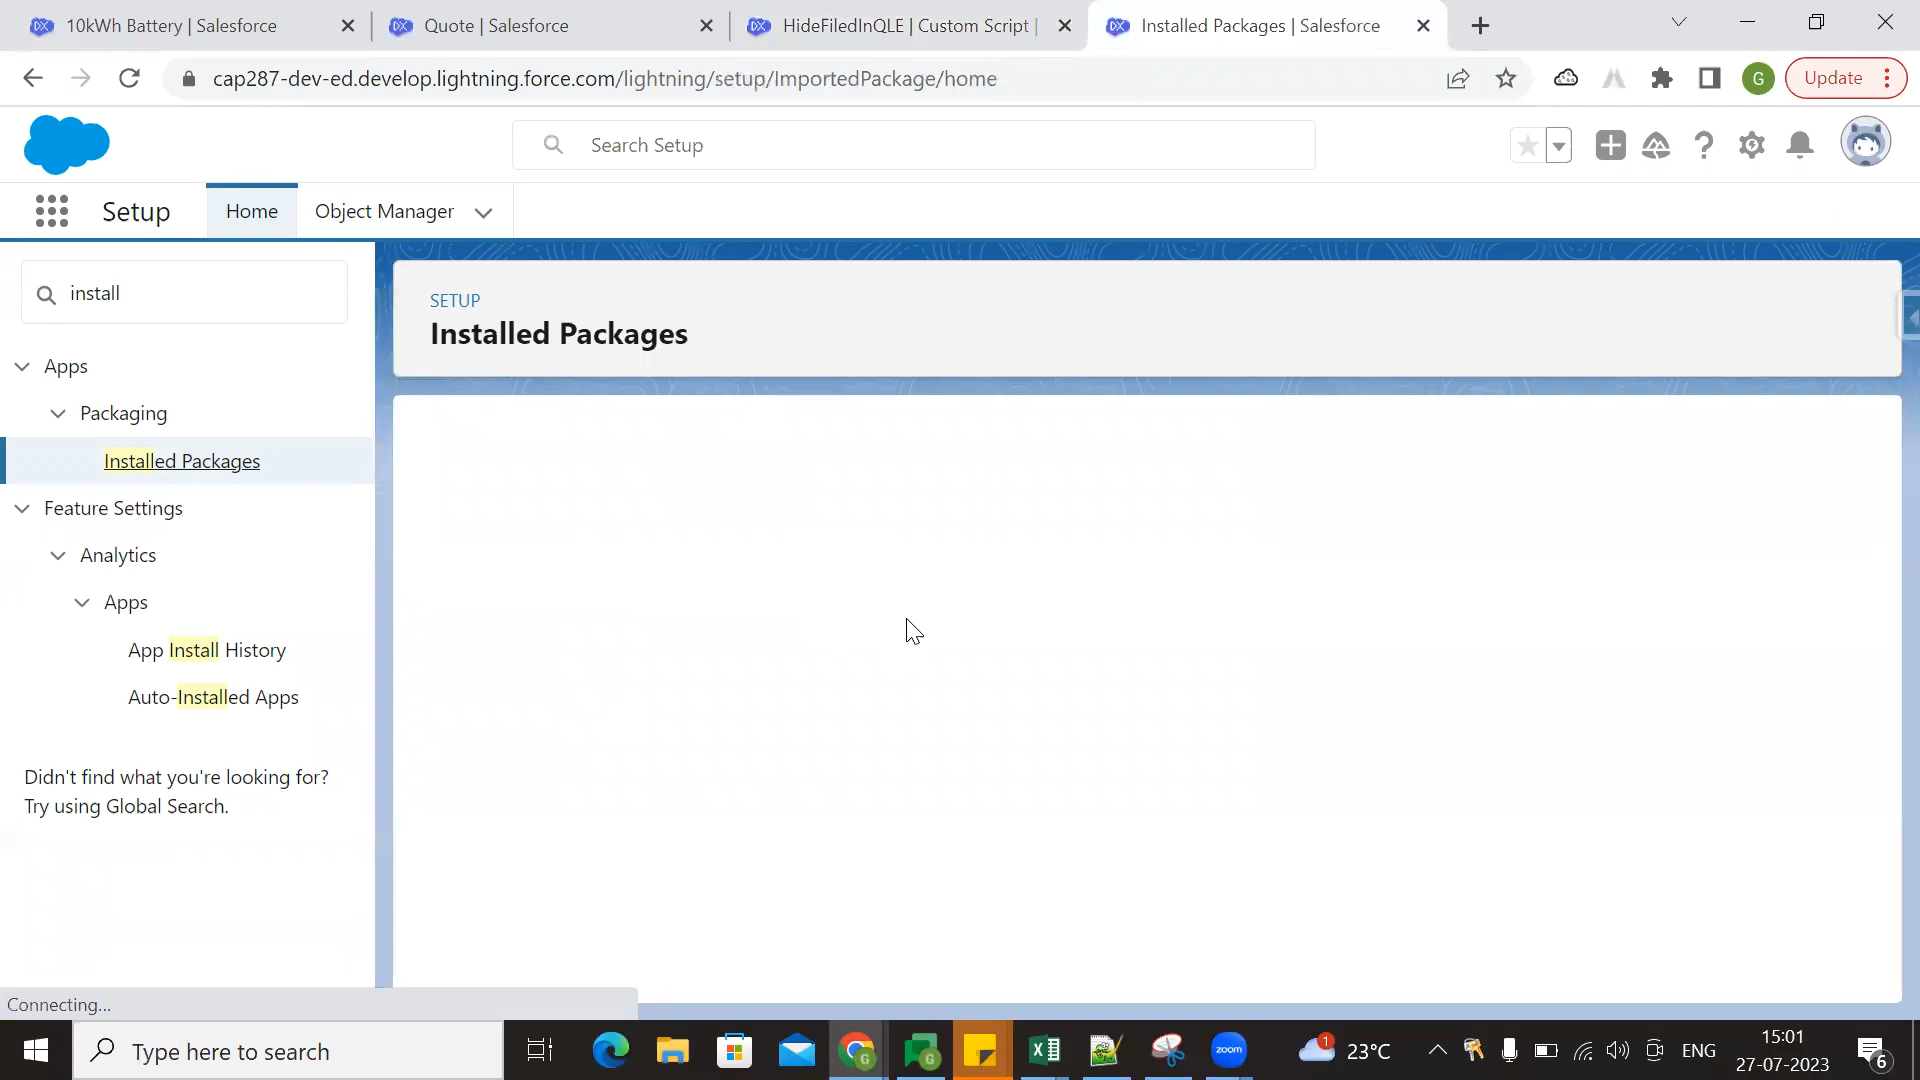 10kWh Battery | Salesforce
Quote | Salesforce
HideFiledInQLE | Custom Script |
Installed Packages | Salesforce
cap287-dev-ed.develop.lightning.force.com/lightning/setup/ImportedPackage/home
G
Update
Search Setup
Setup
Home
Object Manager
install
SETUP
Installed Packages
Apps
Packaging
Installed Packages
Feature Settings
Analytics
Apps
App Install History
Auto-Installed Apps
Didn't find what you're looking for?
Try using Global Search.
Connecting...
Type here to search
G
G
zoom
1
23°C
ENG
15:01
27-07-2023
6